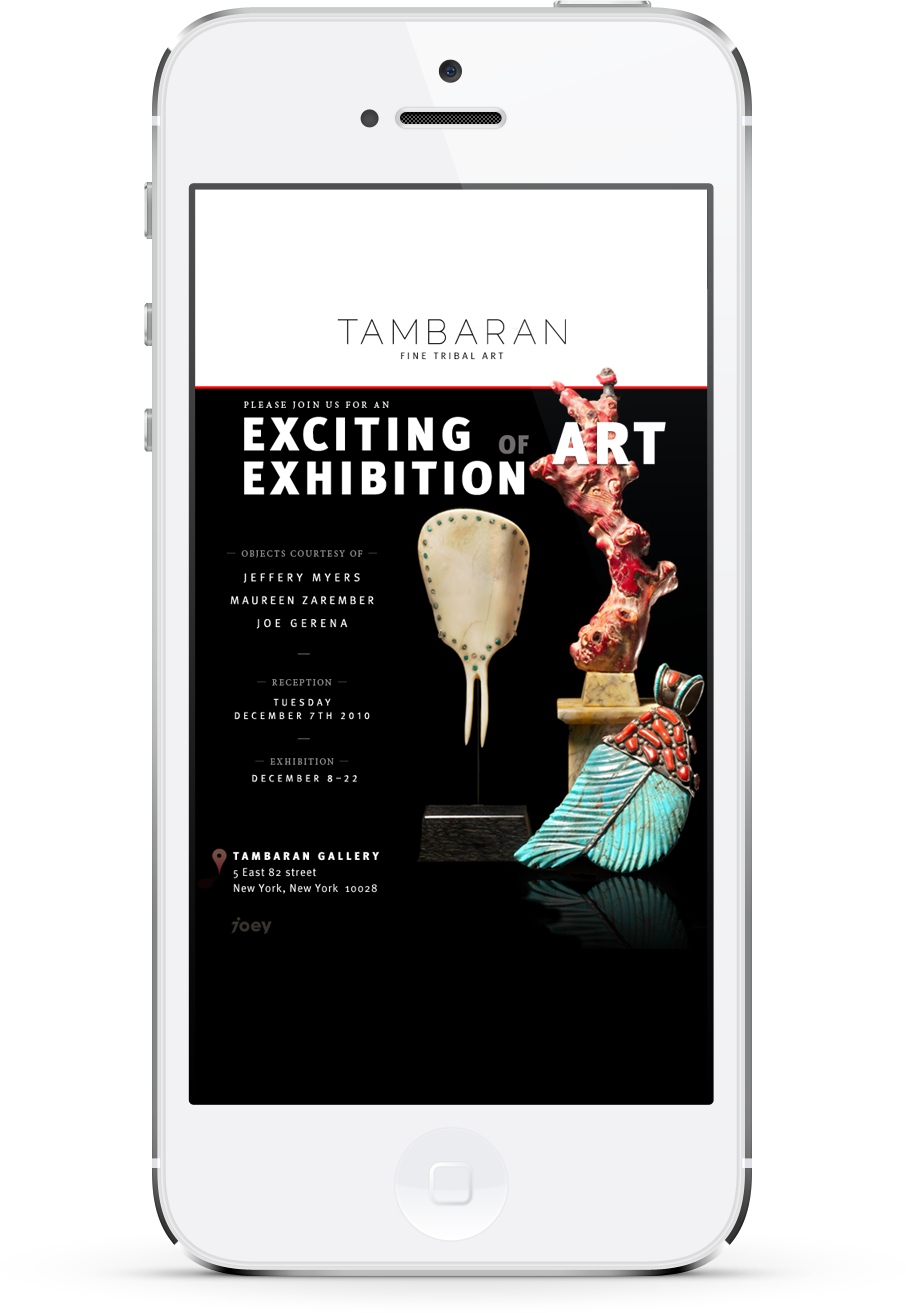 TAMBARAN
FINE TRIBAL ART
PLEASE JOIN US FOR AN
EXCITING OF ART
EXHIBITION
— OBJECTS COURTESY OF —
JEFFERY MYERS
MAUREEN ZAREMBER
JOE GERENA
—
— RECEPTION —
TUESDAY
DECEMBER 7TH 2010
—
— EXHIBITION —
DECEMBER 8–22
TAMBARAN GALLERY
5 East 82 street
New York, New York 10028
joey